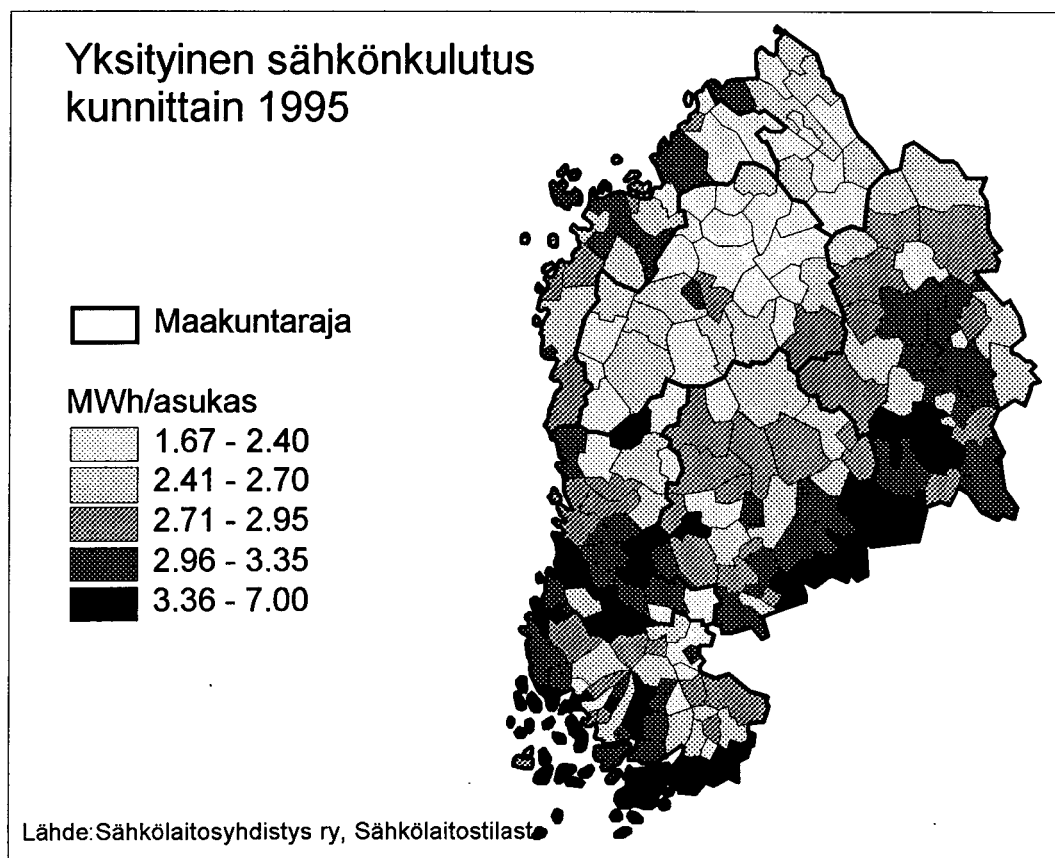 Yksityinen sähkönkulutus
kunnittain 1995
Maakuntaraja
MWh/asukas
1.67 - 2.40
2.41 - 2.70
2.71 - 2.95
2.96 - 3.35
3.36 - 7.00
Lähde:Sähkölaitosyhdistys ry, Sähkölaitostilasto